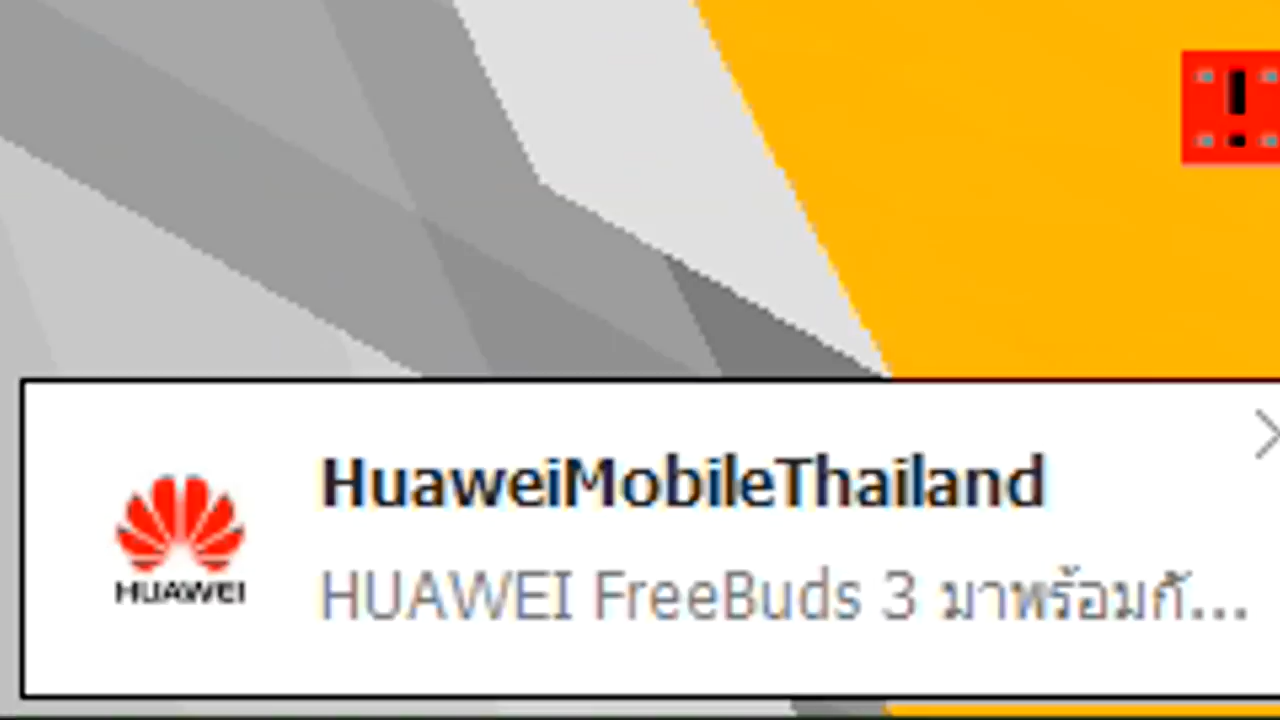 HuaweiMobileThailand
HUAWEI
HUAWEI FreeBuds 3 มาพร้อมกั...